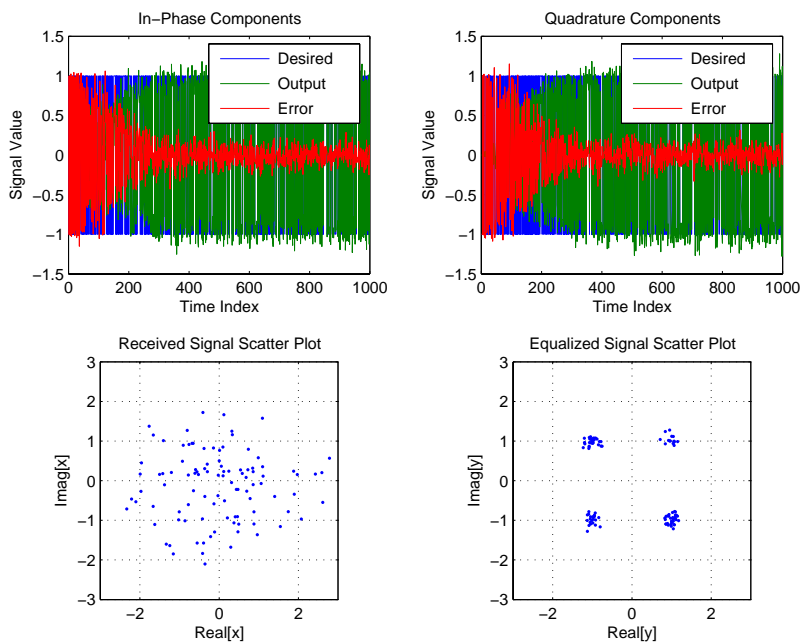 In−Phase Components
1.5
1
0.5
0
−0.5
−1
−1.5
Signal Value
Desired
Output
Error
0 200 400 600 800 1000
Time Index
Quadrature Components
1.5
1
0.5
0
−0.5
−1
−1.5
Signal Value
Desired
Output
Error
0 200 400 600 800 1000
Time Index
Received Signal Scatter Plot
3
2
1
0
−1
−2
−3
Imag[x]
−2 0 2
Real[x]
Equalized Signal Scatter Plot
3
2
1
0
−1
−2
−3
Imag[y]
−2 0 2
Real[y]